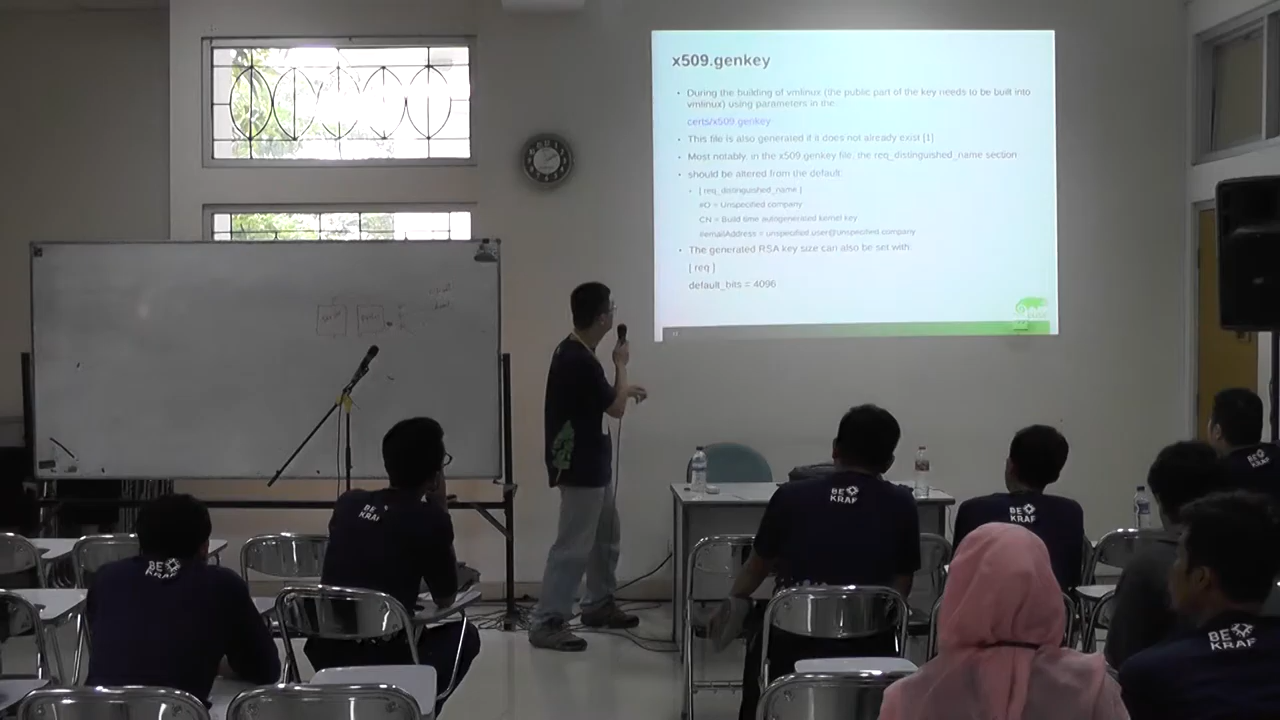 x509.genkey
• During the building of vmlinux (the public part of the key needs to be built into
vmlinux) using parameters in the:
certs/x509.genkey
• This file is also generated if it does not already exist [1]
• Most notably, in the x509.genkey file, the req_distinguished_name section
• should be altered from the default:
• [ req_distinguished_name ]
#O = Unspecified company
CN = Build time autogenerated kernel key
#emailAddress = unspecified.user@unspecified.company
• The generated RSA key size can also be set with:
[ req ]
default_bits = 4096
BE
KRAF
BE
KRAF
BE
KRAF
BE
KRAF
BE
KRAF
BE
KRAF